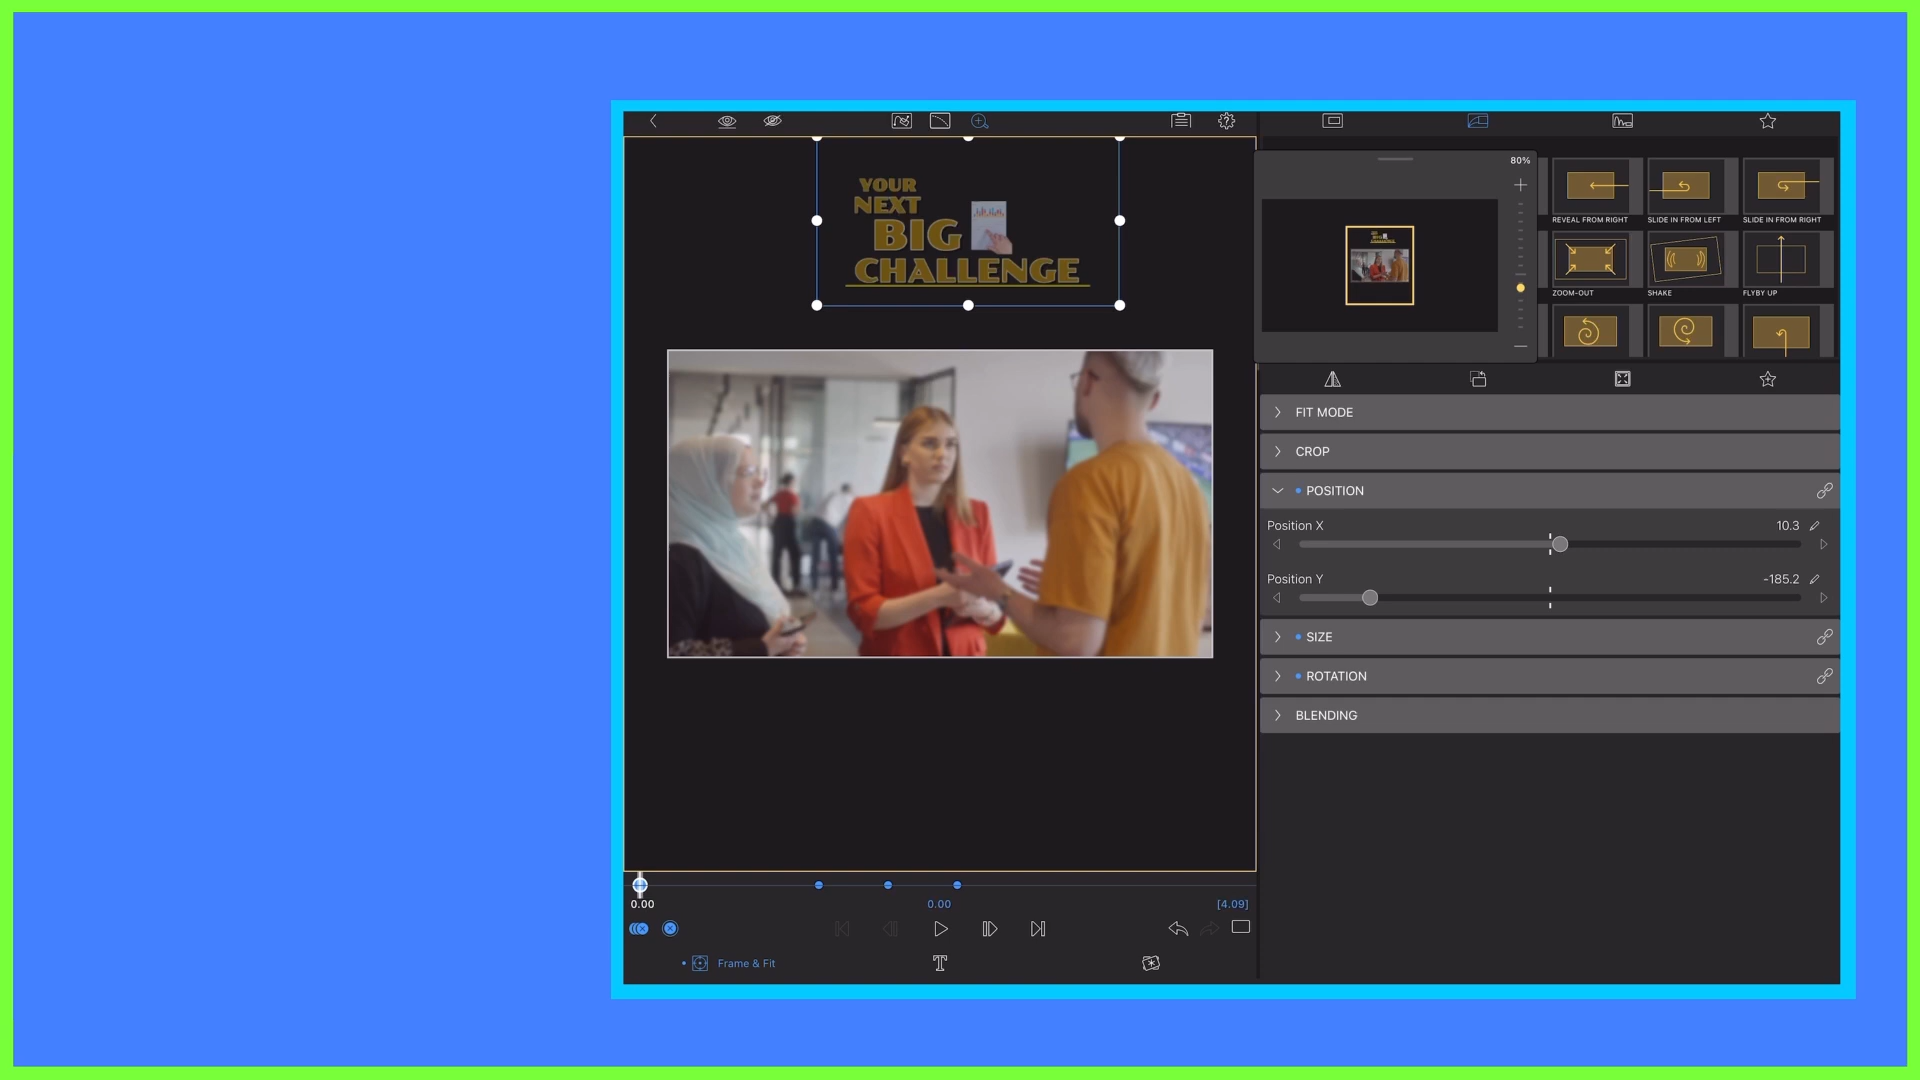 YOUR
NEXT
BIG
CHALLENGE
80%
REVEAL FROM RIGHT
SLIDE IN FROM LEFT
SLIDE IN FROM RIGHT
ZOOM-OUT
SHAKE
FLYBY UP
FIT MODE
CROP
POSITION
Position X
10.3
Position Y
-185.2
SIZE
ROTATION
BLENDING
0.00
0.00
[4.09]
Frame & Fit